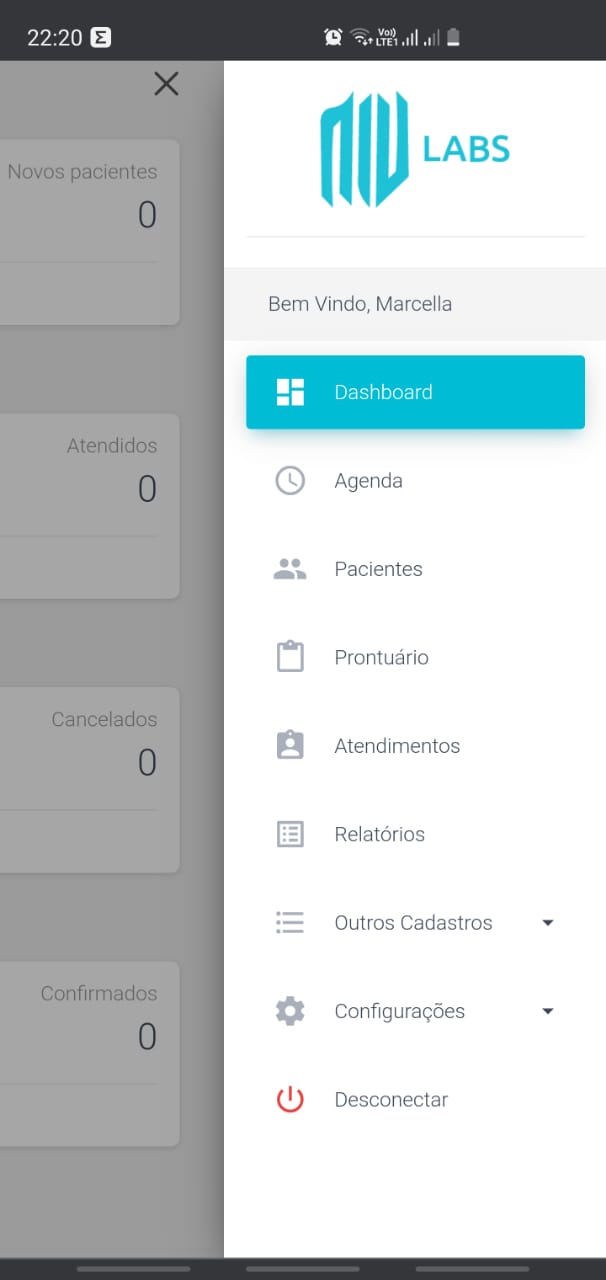 22:20
Vo))
LTE1
Novos pacientes
0
Atendidos
0
Cancelados
0
Confirmados
0
NIU LABS
Bem Vindo, Marcella
Dashboard
Agenda
Pacientes
Prontuário
Atendimentos
Relatórios
Outros Cadastros
Configurações
Desconectar